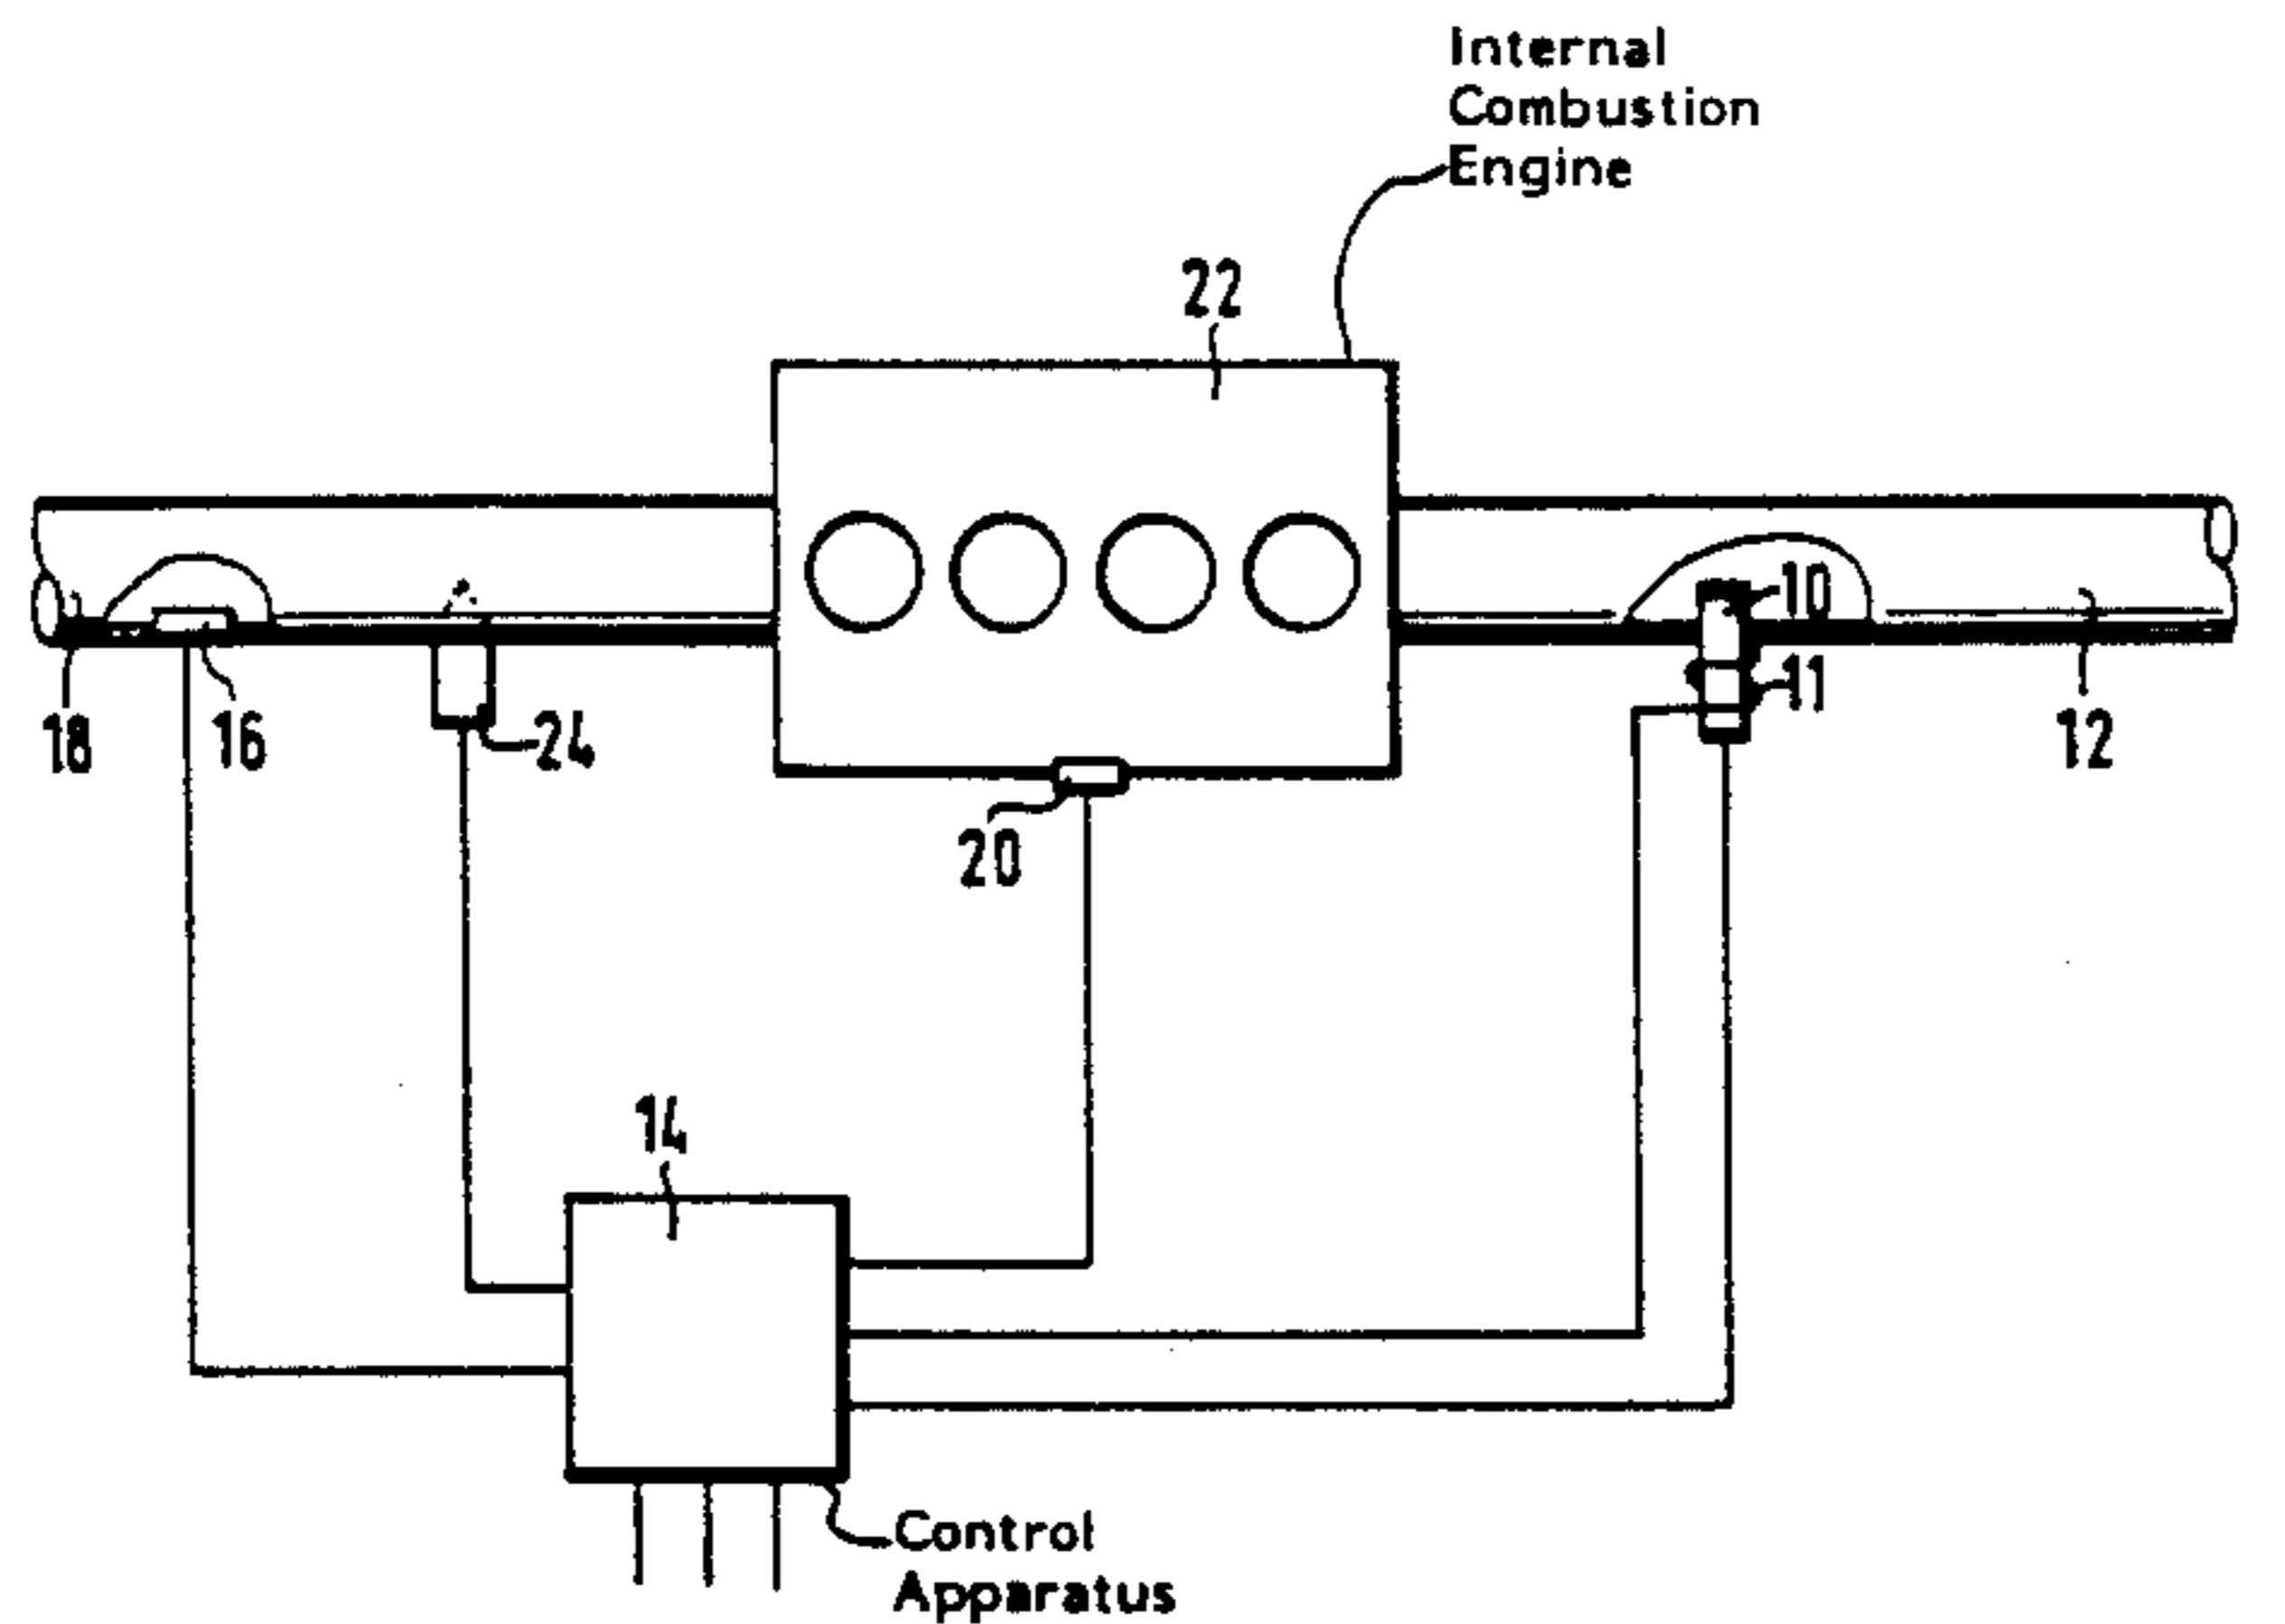 Internal
Combustion
Engine
22
10
11
18
16
24
12
20
14
Control
Apparatus